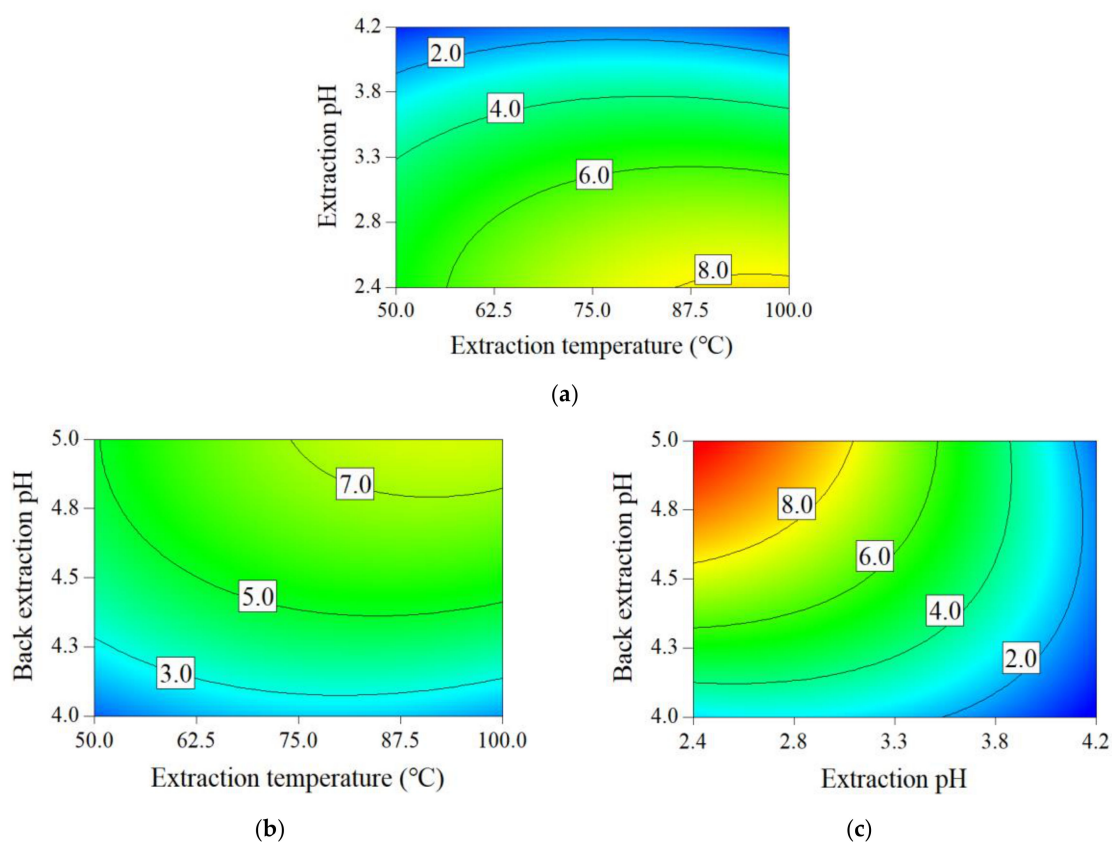 4.2
3.8
3.3
2.8
2.4
Extraction pH
2.0
4.0
6.0
8.0
50.0 62.5 75.0 87.5 100.0
Extraction temperature (℃)
(a)
5.0
4.8
4.5
4.3
4.0
Back extraction pH
7.0
5.0
3.0
50.0 62.5 75.0 87.5 100.0
Extraction temperature (℃)
(b)
5.0
4.8
4.5
4.3
4.0
Back extraction pH
8.0
6.0
4.0
2.0
2.4 2.8 3.3 3.8 4.2
Extraction pH
(c)